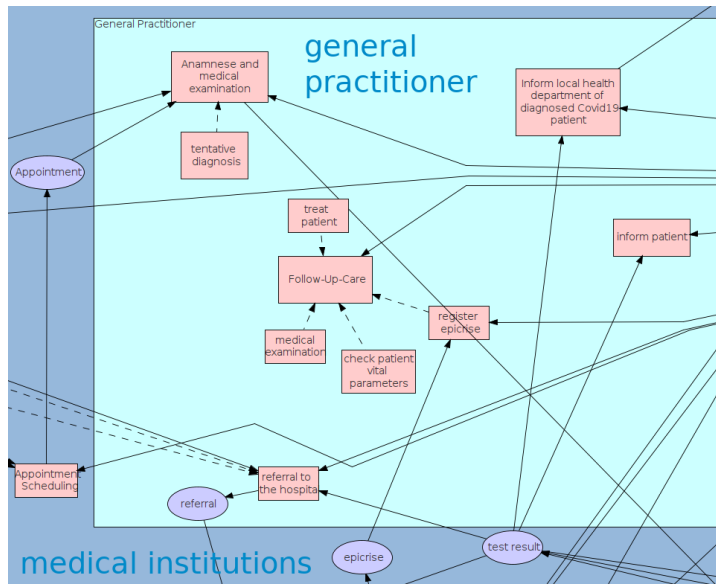 General Practitioner
general
practitioner
Anamnese and
medical
examination
Inform local health
department of
diagnosed Covid19
patient
tentative
diagnosis
Appointment
treat
patient
inform patient
Follow-Up-Care
register
epicrise
medical
examination
check patient
vital
parameters
Appointment
Scheduling
referral to
the hospital
referral
test result
epicrise
medical institutions